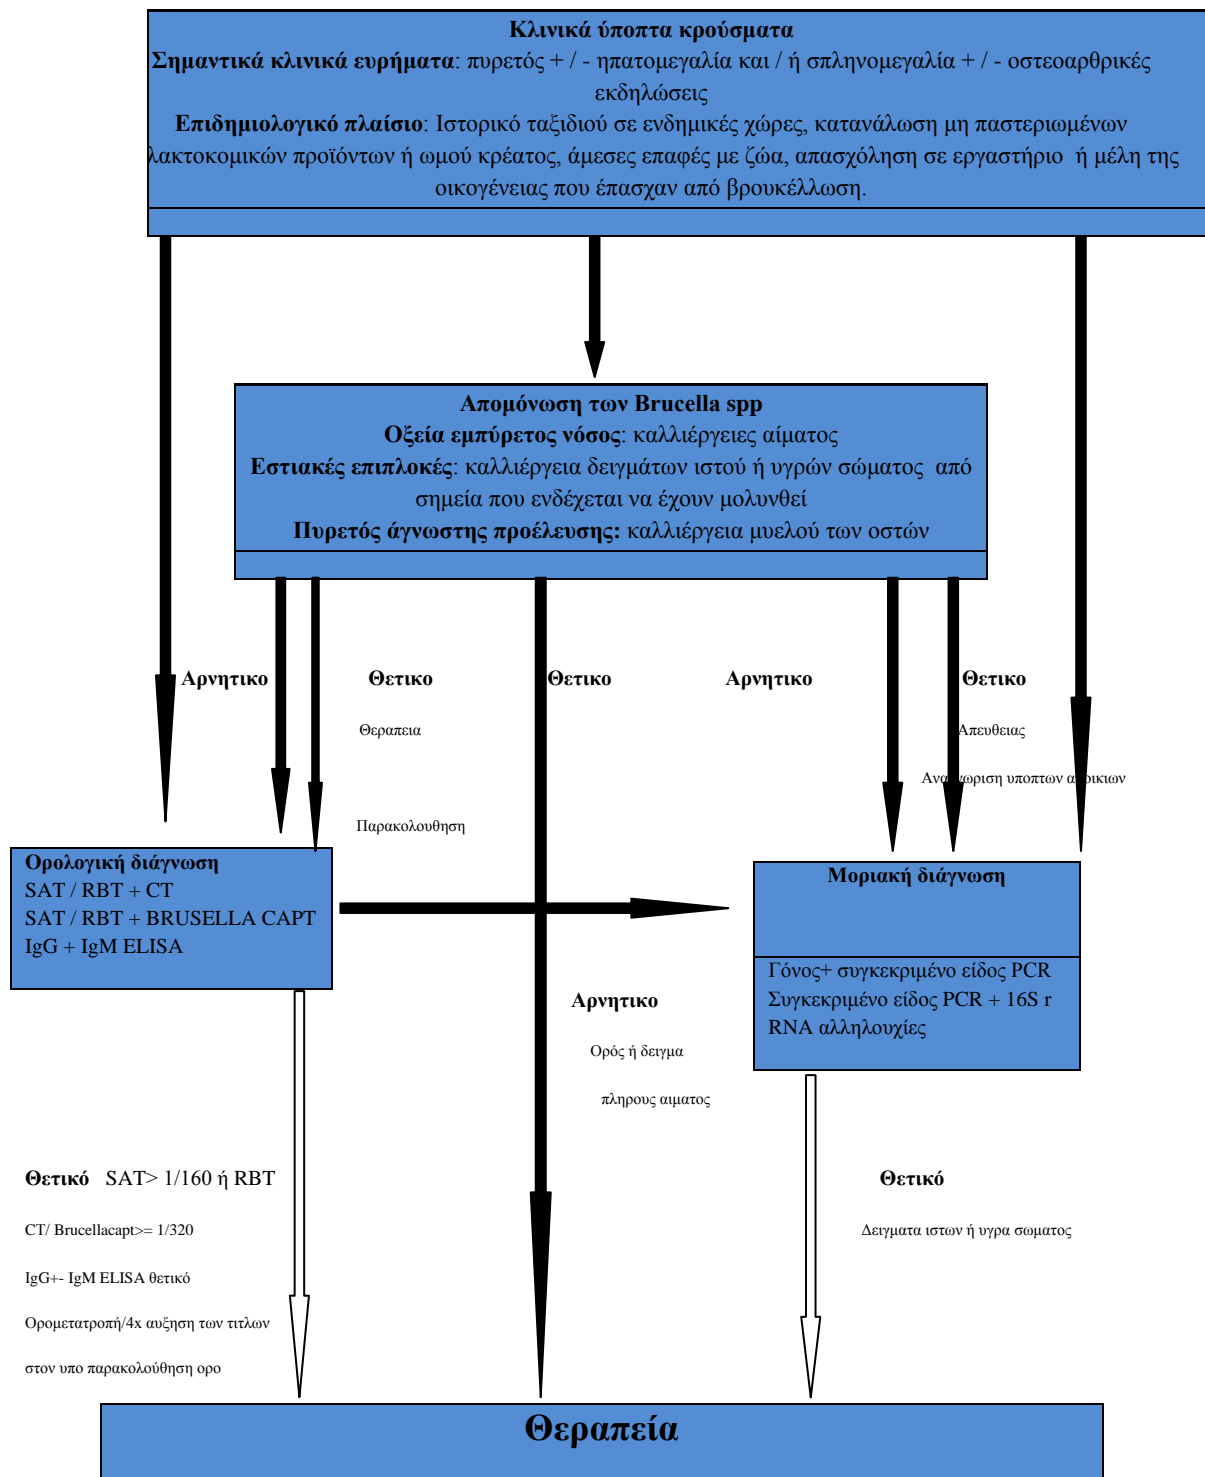 Κλινικά ύποπτα κρούσματα
Σημαντικά κλινικά ευρήματα: πυρετός + / - ηπατομεγαλία και / ή σπληνομεγαλία + / - οστεοαρθρικές
εκδηλώσεις
Επιδημιολογικό πλαίσιο: Ιστορικό ταξιδιού σε ενδημικές χώρες, κατανάλωση μη παστεριωμένων
λακτοκομικών προϊόντων ή ωμού κρέατος, άμεσες επαφές με ζώα, απασχόληση σε εργαστήριο ή μέλη της
οικογένειας που έπασχαν από βρουκέλλωση.
Απομόνωση των Brucella spp
Οξεία εμπύρετος νόσος: καλλιέργειες αίματος
Εστιακές επιπλοκές: καλλιέργεια δειγμάτων ιστού ή υγρών σώματος από
σημεία που ενδέχεται να έχουν μολυνθεί
Πυρετός άγνωστης προέλευσης: καλλιέργεια μυελού των οστών
Αρνητικο Θετικο Θετικο Αρνητικο Θετικο
Θεραπεια Απευθειας
υποπτων
Παρακολουθηση
Ορολογική διάγνωση
SAT / RBT + CT
SAT / RBT + BRUSELLA CAPT
IgG + IgM ELISA
Μοριακή διάγνωση
Γόνος+ συγκεκριμένο είδος PCR
Συγκεκριμένο είδος PCR + 16S r
RNA αλληλουχίες
Αρνητικο
Ορός ή δειγμα
πληρους αιματος
Θετικό SAT> 1/160 ή RBT
CT/ Brucellacapt>= 1/320
IgG+- IgM ELISA θετικό
Ορομετατροπή/4x αυξηση των τιτλων
στον υπο παρακολούθηση ορο
Θετικό
Δειγματα ιστων ή υγρα σωματος
Θεραπεία